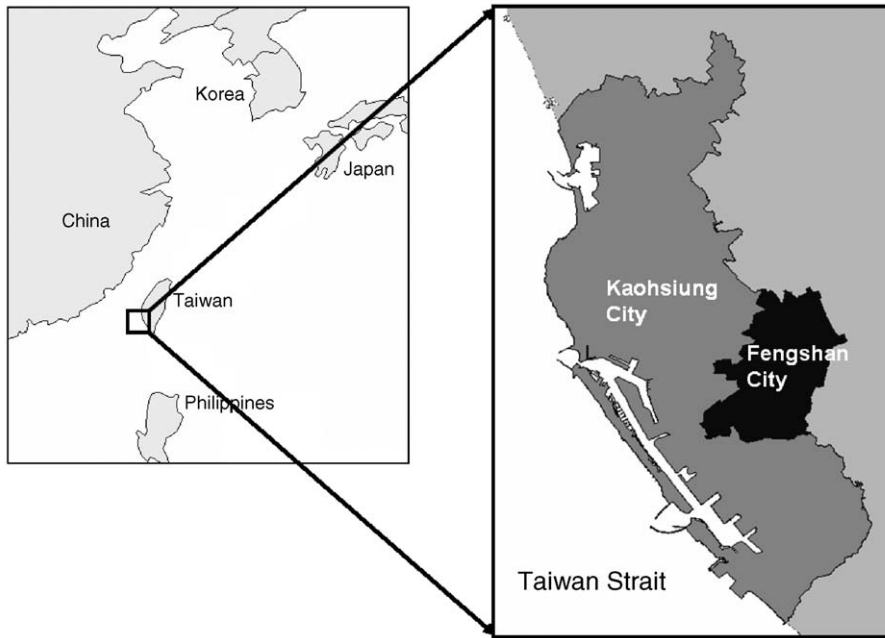 Korea
Japan
China
Taiwan
Philippines
Kaohsiung
City
Fengshan
City
Taiwan Strait